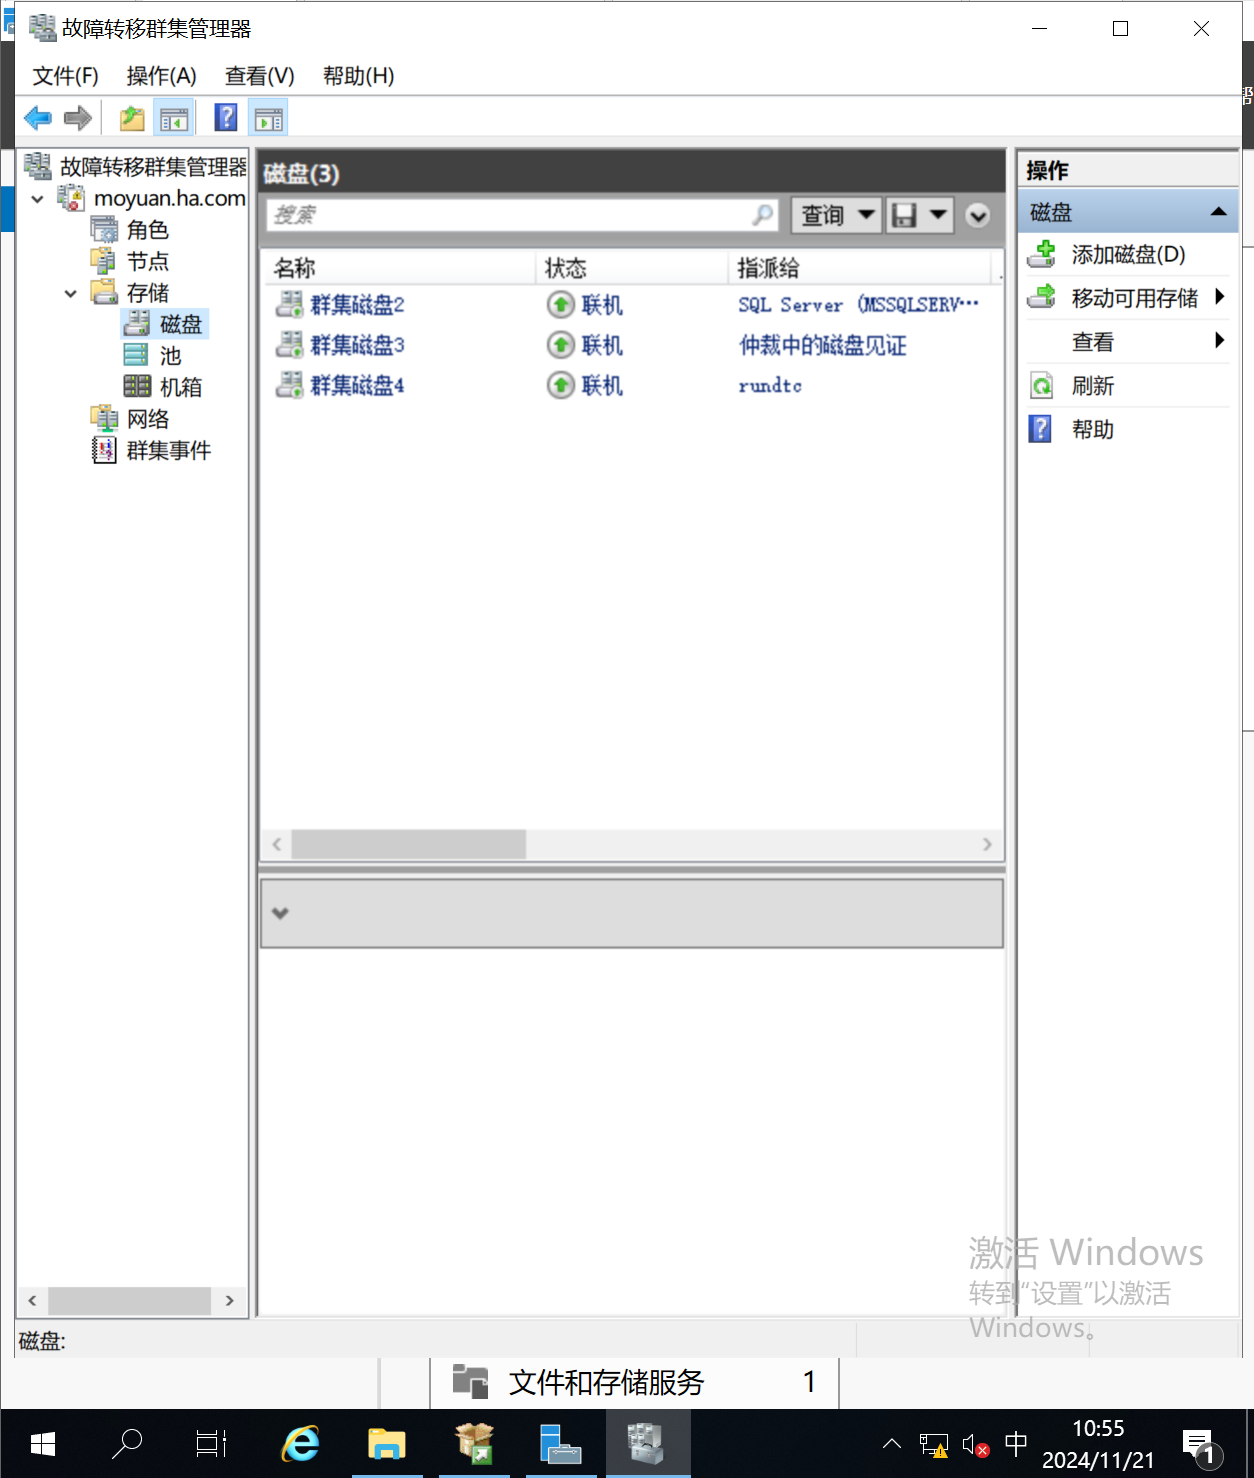 故障转移群集管理器
文件(F) 操作(A) 查看(V) 帮助(H)
故障转移群集管理器
moyuan.ha.com
角色
节点
存储
磁盘
池
机箱
网络
群集事件
磁盘(3)
搜索
查询
名称 状态 指派给
群集磁盘2 联机 SQL Server (MSSQLSERV...
群集磁盘3 联机 仲裁中的磁盘见证
群集磁盘4 联机 rundtc
操作
磁盘
添加磁盘(D)
移动可用存储
查看
刷新
帮助
激活 Windows
转到"设置"以激活
Windows。
磁盘:
文件和存储服务 1
中
10:55
2024/11/21
1